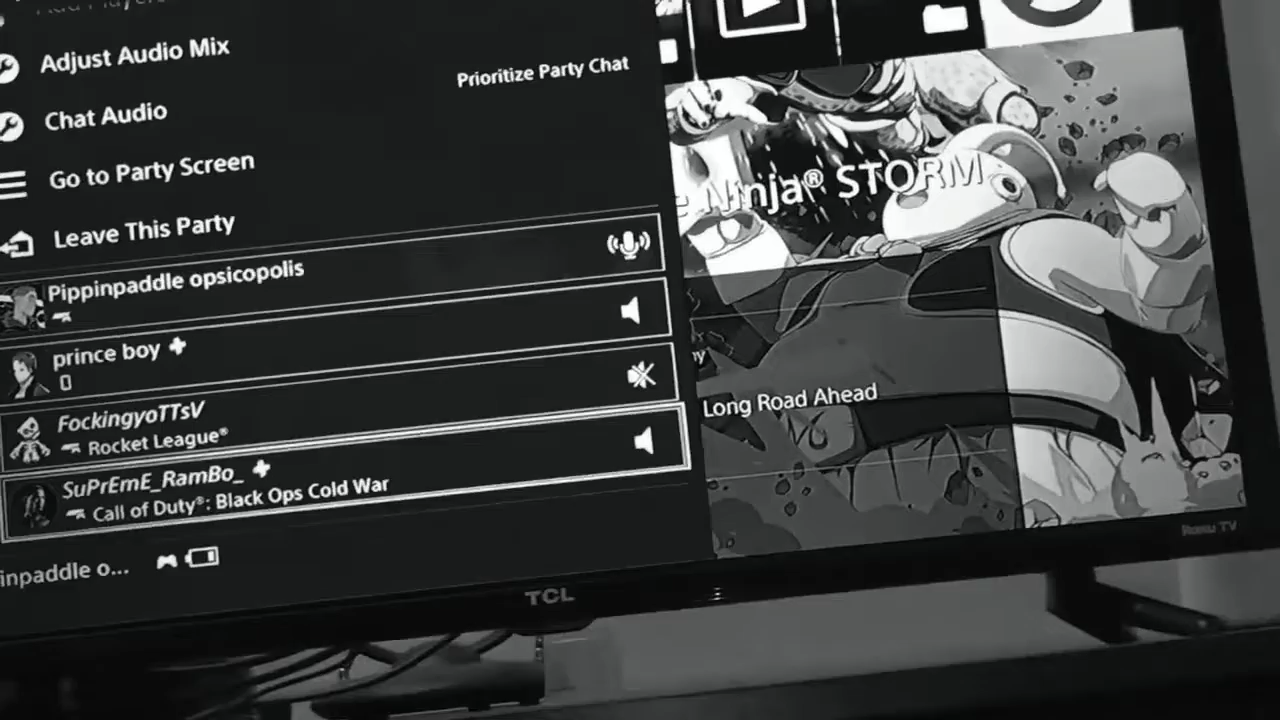 Adjust Audio Mix
Prioritize Party Chat
Chat Audio
Go to Party Screen
Leave This Party
Pippinpaddle opsicopolis
prince boy
0
FockingyoTTsV
Rocket League®
SuPrEmE_RamBo_
Call of Duty®: Black Ops Cold War
inpaddle o...
e Ninja® STORM
Long Road Ahead
TCL
Roku TV